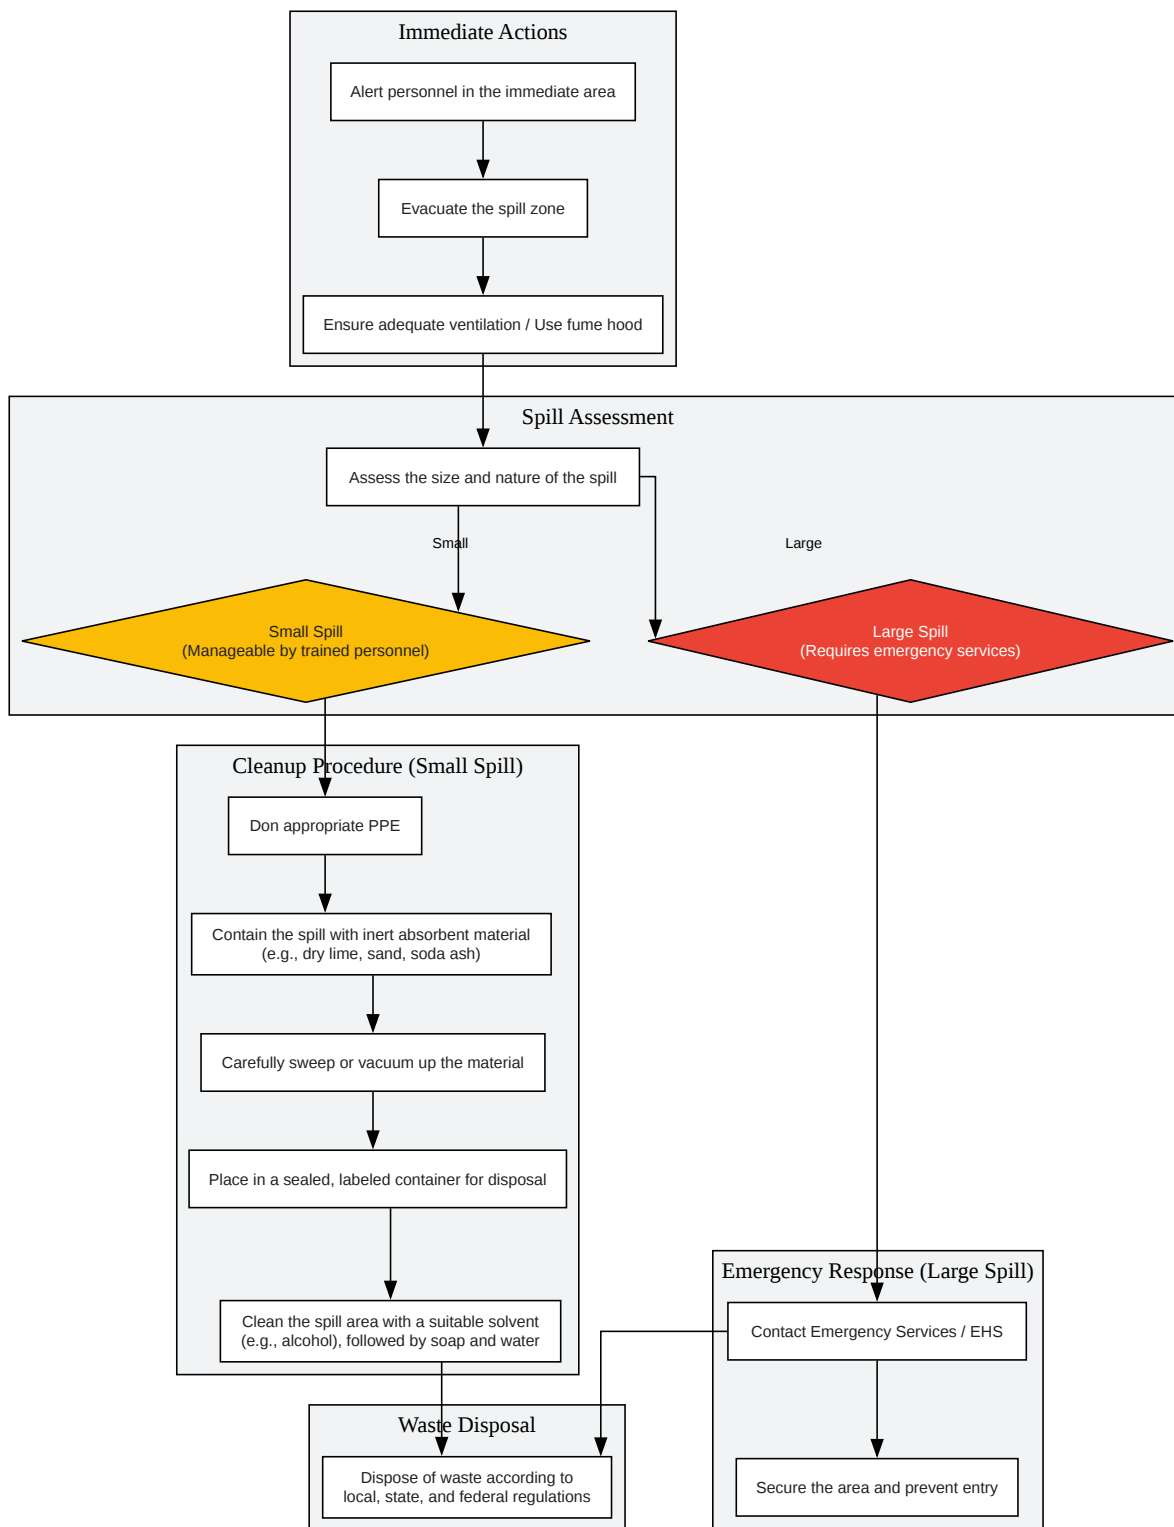 Immediate Actions
Alert personnel in the immediate area
Evacuate the spill zone
Ensure adequate ventilation / Use fume hood
Spill Assessment
Assess the size and nature of the spill
Small
Large
Small Spill
(Manageable by trained personnel)
Large Spill
(Requires emergency services)
Cleanup Procedure (Small Spill)
Don appropriate PPE
Contain the spill with inert absorbent material
(e.g., dry lime, sand, soda ash)
Carefully sweep or vacuum up the material
Place in a sealed, labeled container for disposal
Clean the spill area with a suitable solvent
(e.g., alcohol), followed by soap and water
Emergency Response (Large Spill)
Contact Emergency Services / EHS
Secure the area and prevent entry
Waste Disposal
Dispose of waste according to
local, state, and federal regulations